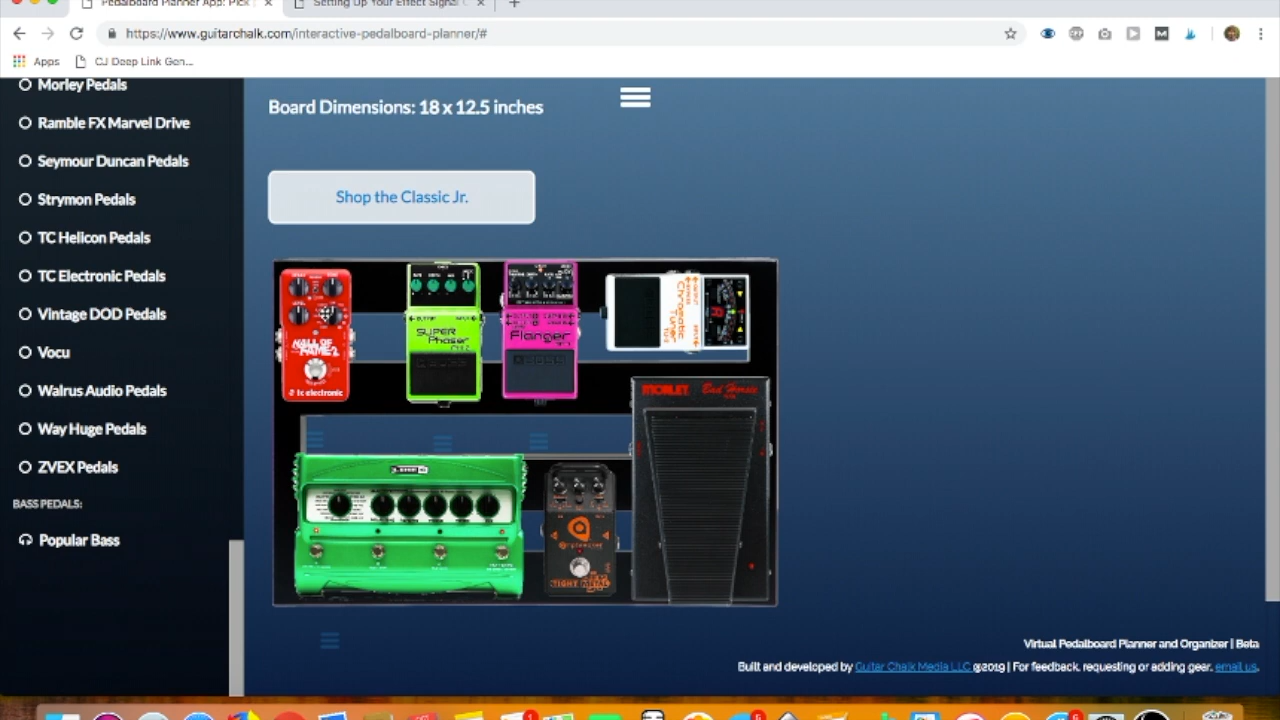 Pedalboard Planner App: Pick
Setting Up Your Effect Signal
https://www.guitarchalk.com/interactive-pedalboard-planner/#
Apps
CJ Deep Link Gen...
Morley Pedals
Ramble FX Marvel Drive
Seymour Duncan Pedals
Strymon Pedals
TC Helicon Pedals
TC Electronic Pedals
Vintage DOD Pedals
Vocu
Walrus Audio Pedals
Way Huge Pedals
ZVEX Pedals
BASS PEDALS:
Popular Bass
Board Dimensions: 18 x 12.5 inches
Shop the Classic Jr.
HALL OF FAME 2
tc electronic
SUPER Phaser
Flanger
Chromatic Tuner
MORLEY Bad Horsie
Virtual Pedalboard Planner and Organizer | Beta
Built and developed by Guitar Chalk Media LLC @2019 | For feedback, requesting or adding gear, email us.